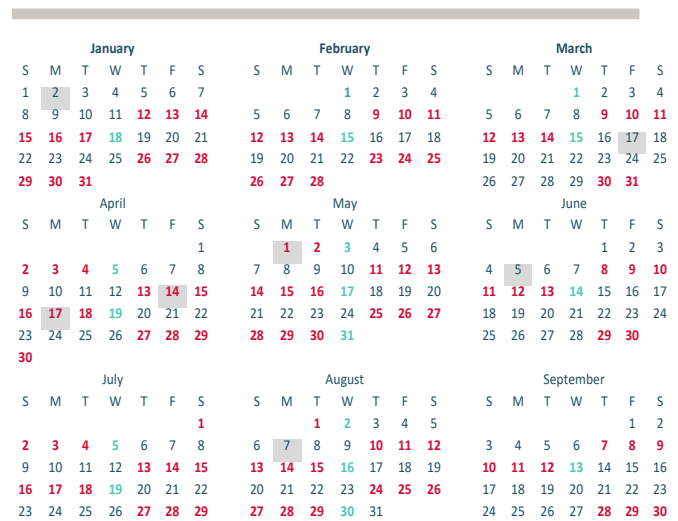 January February March
S M T W T F S S M T W T F S S M T W T F S
1 2 3 4 5 6 7 1 2 3 4 1 2 3 4
8 9 10 11 12 13 14 5 6 7 8 9 10 11 5 6 7 8 9 10 11
15 16 17 18 19 20 21 12 13 14 15 16 17 18 12 13 14 15 16 17 18
22 23 24 25 26 27 28 19 20 21 22 23 24 25 19 20 21 22 23 24 25
29 30 31 26 27 28 26 27 28 29 30 31
April May June
S M T W T F S S M T W T F S S M T W T F S
1 1 2 3 4 5 6 1 2 3
2 3 4 5 6 7 8 7 8 9 10 11 12 13 4 5 6 7 8 9 10
9 10 11 12 13 14 15 14 15 16 17 18 19 20 11 12 13 14 15 16 17
16 17 18 19 20 21 22 21 22 23 24 25 26 27 18 19 20 21 22 23 24
23 24 25 26 27 28 29 28 29 30 31 25 26 27 28 29 30
30
July August September
S M T W T F S S M T W T F S S M T W T F S
1 1 2 3 4 5 1 2
2 3 4 5 6 7 8 6 7 8 9 10 11 12 3 4 5 6 7 8 9
9 10 11 12 13 14 15 13 14 15 16 17 18 19 10 11 12 13 14 15 16
16 17 18 19 20 21 22 20 21 22 23 24 25 26 17 18 19 20 21 22 23
23 24 25 26 27 28 29 27 28 29 30 31 24 25 26 27 28 29 30